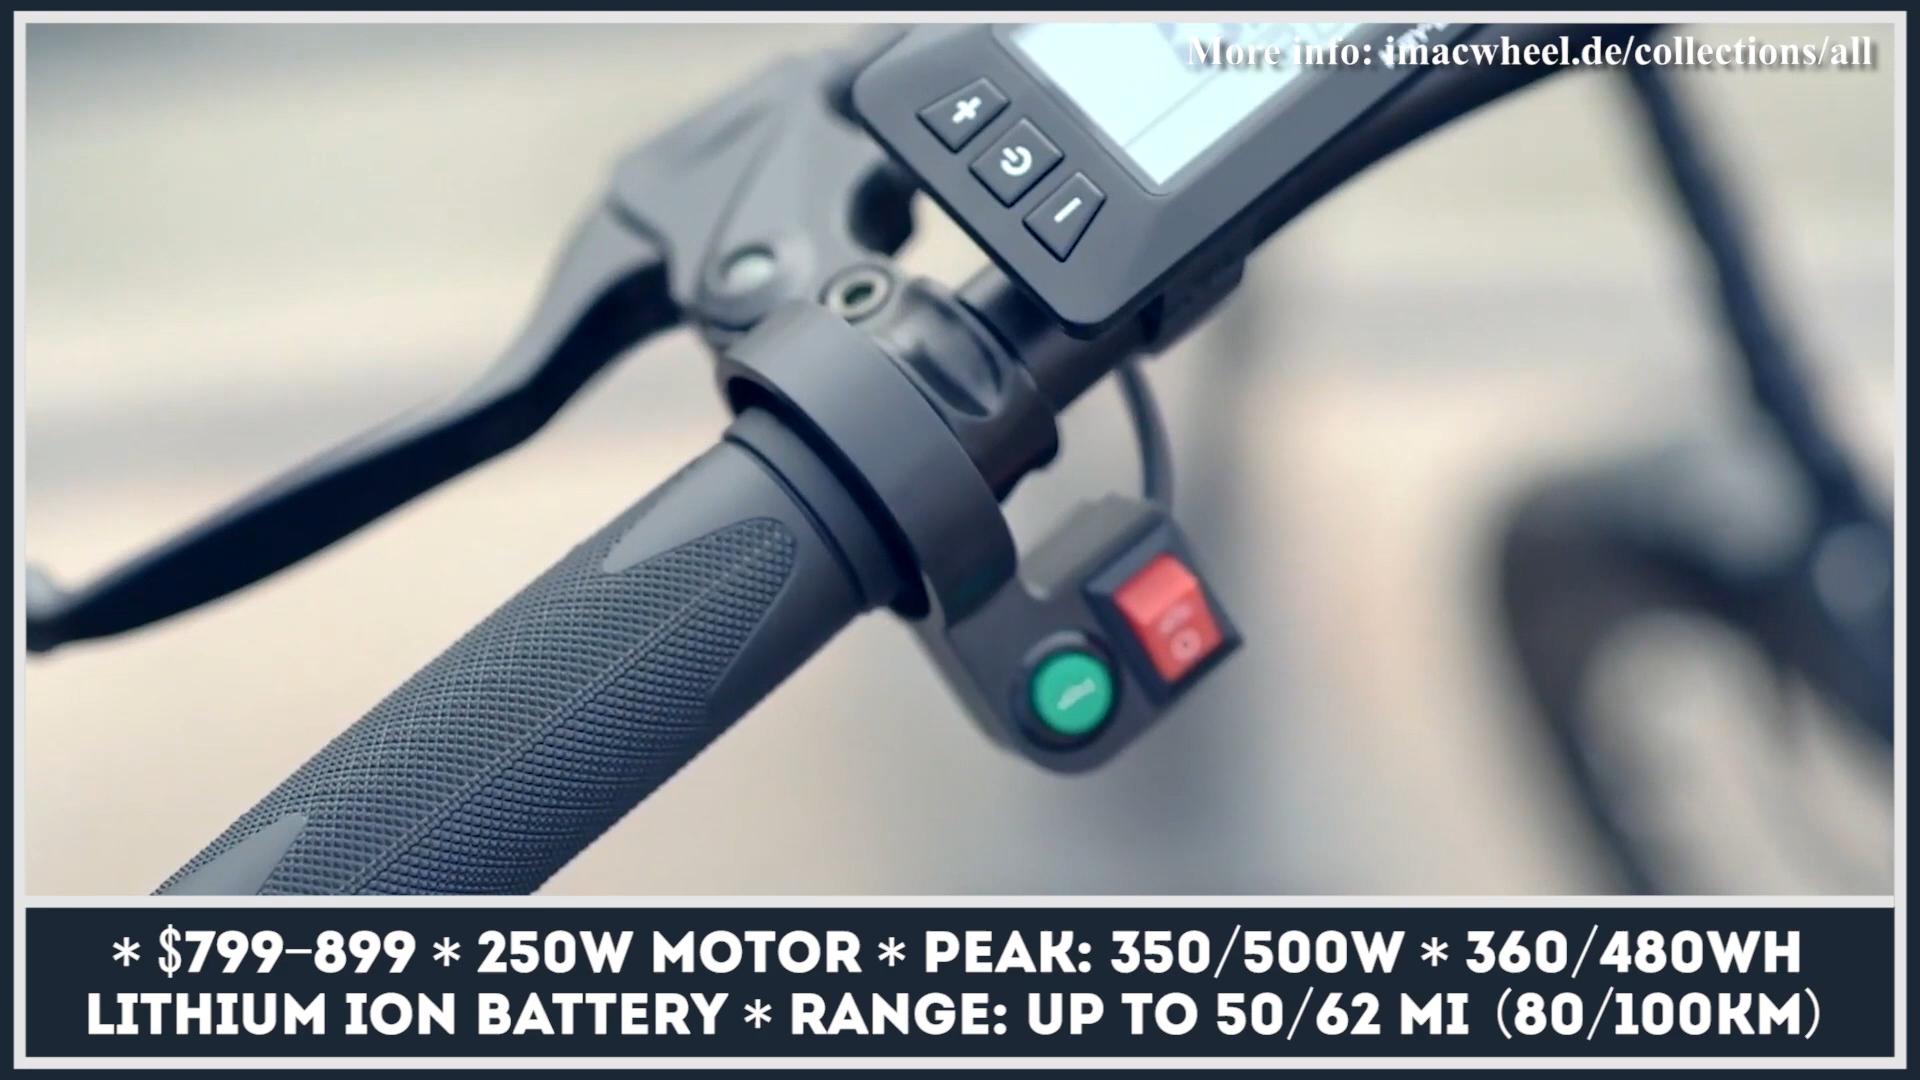 More info: imacwheel.de/collections/all
* $799-899 * 250W MOTOR * PEAK: 350/500W * 360/480WH
LITHIUM ION BATTERY * RANGE: UP TO 50/62 MI (80/100KM)